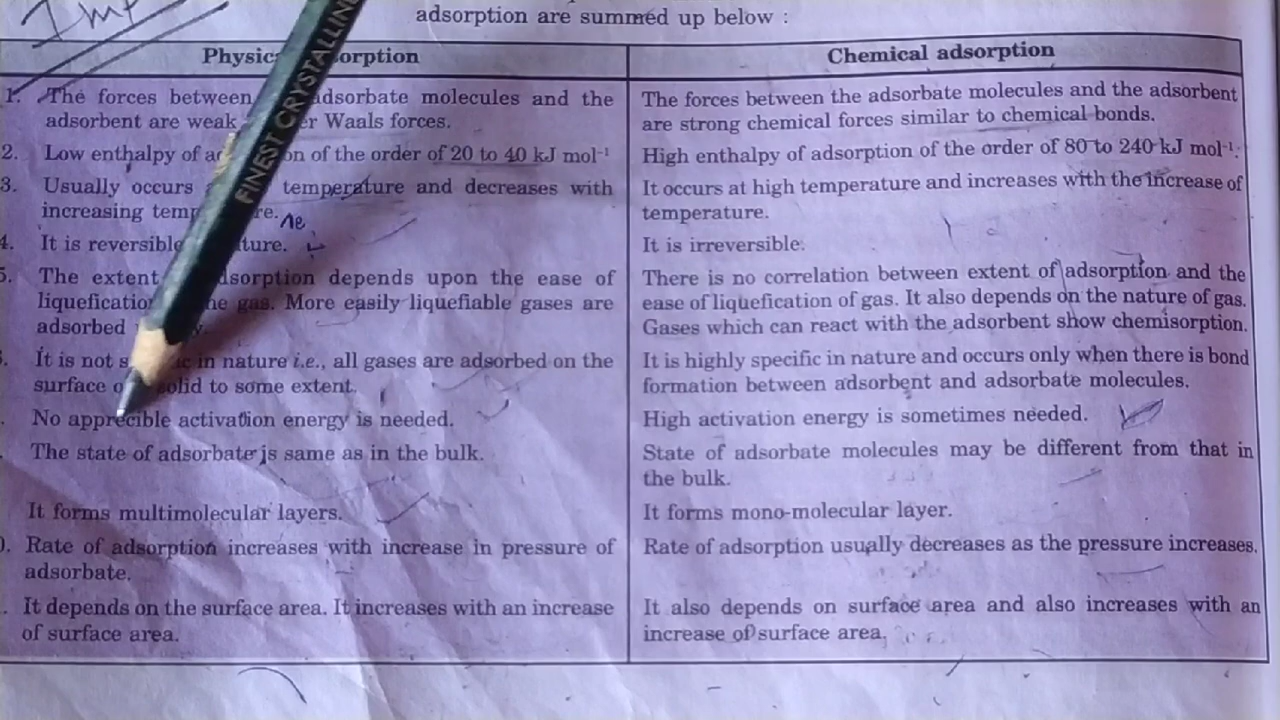 Imp
adsorption are summed up below :
Physic orption
Chemical adsorption
1. The forces between adsorbate molecules and the
adsorbent are weak er Waals forces.
The forces between the adsorbate molecules and the adsorbent
are strong chemical forces similar to chemical bonds.
2. Low enthalpy of a on of the order of 20 to 40 kJ mol⁻¹
High enthalpy of adsorption of the order of 80 to 240 kJ mol⁻¹.
3. Usually occurs temperature and decreases with
increasing temp re.
It occurs at high temperature and increases with the increase of
temperature.
4. It is reversible ture.
It is irreversible.
5. The extent dsorption depends upon the ease of
liquefication he gas. More easily liquefiable gases are
adsorbed y.
There is no correlation between extent of adsorption and the
ease of liquefication of gas. It also depends on the nature of gas.
Gases which can react with the adsorbent show chemisorption.
. It is not s ic in nature i.e., all gases are adsorbed on the
surface o solid to some extent.
It is highly specific in nature and occurs only when there is bond
formation between adsorbent and adsorbate molecules.
. No apprecible activation energy is needed.
High activation energy is sometimes needed.
. The state of adsorbate is same as in the bulk.
State of adsorbate molecules may be different from that in
the bulk.
It forms multimolecular layers.
It forms mono-molecular layer.
0. Rate of adsorption increases with increase in pressure of
adsorbate.
Rate of adsorption usually decreases as the pressure increases.
. It depends on the surface area. It increases with an increase
of surface area.
It also depends on surface area and also increases with an
increase of surface area.
FINEST CRYSTALLINE